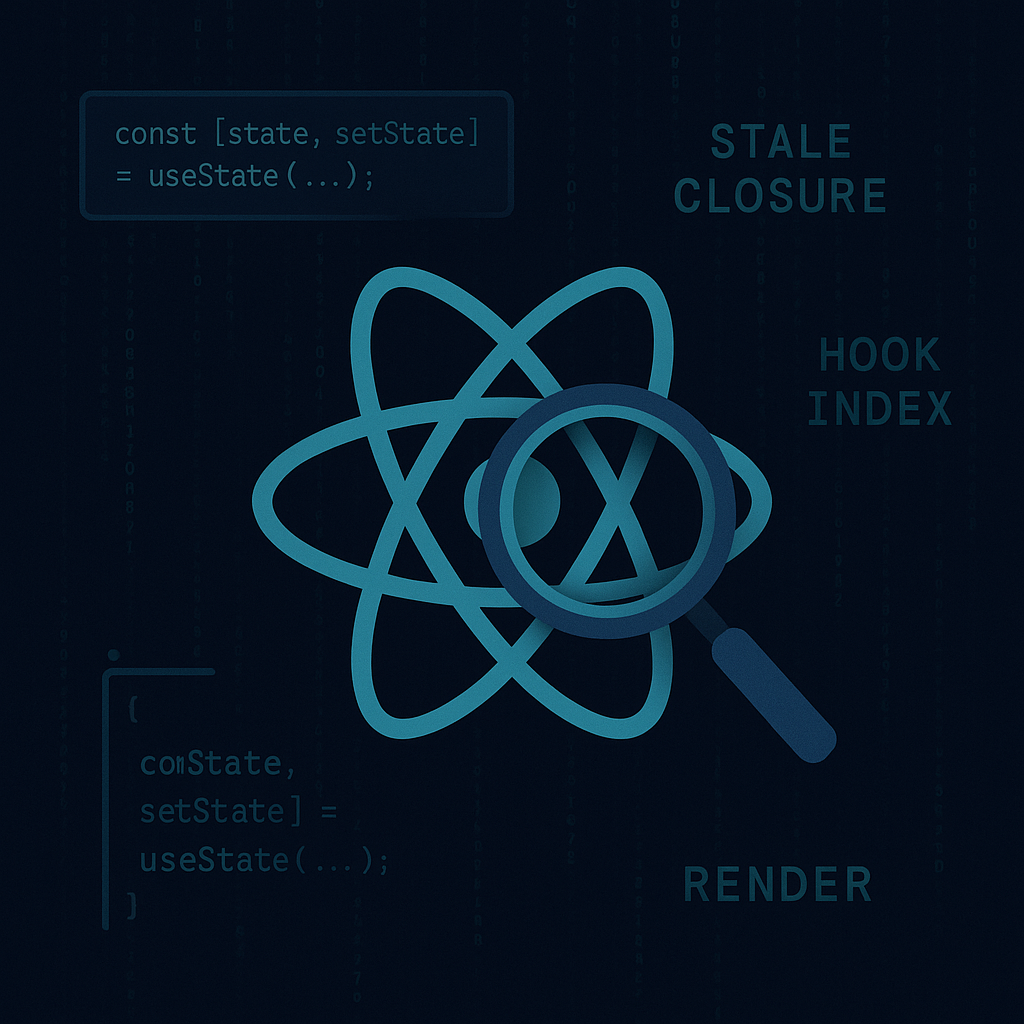 const [state, setState]
= useState(...);
STALE
CLOSURE
HOOK
INDEX
{
comState,
setState] =
useState(...);
}
RENDER